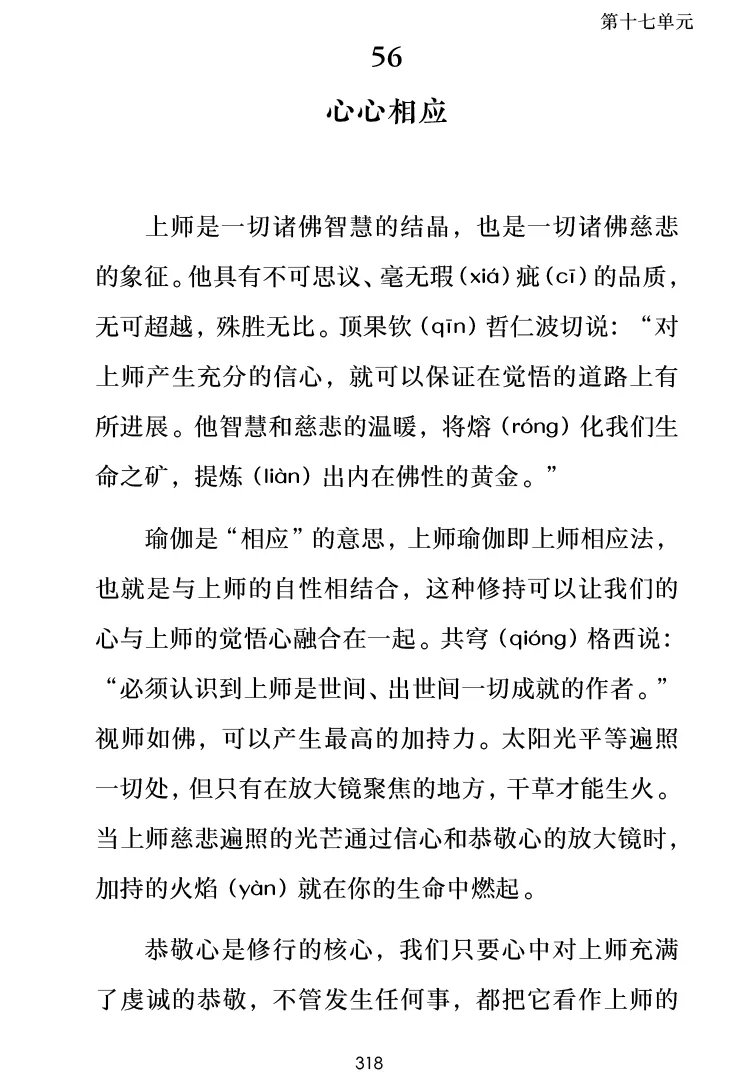 第十七单元
56
心心相应
上师是一切诸佛智慧的结晶，也是一切诸佛慈悲
的象征。他具有不可思议、毫无瑕（xiá）疵（cī）的品质，
无可超越，殊胜无比。顶果钦（qīn）哲仁波切说：“对
上师产生充分的信心，就可以保证在觉悟的道路上有
所进展。他智慧和慈悲的温暖，将熔（róng）化我们生
命之矿，提炼（liàn）出内在佛性的黄金。”
瑜伽是“相应”的意思，上师瑜伽即上师相应法，
也就是与上师的自性相结合，这种修持可以让我们的
心与上师的觉悟心融合在一起。共穹（qióng）格西说：
“必须认识到上师是世间、出世间一切成就的作者。”
视师如佛，可以产生最高的加持力。太阳光平等遍照
一切处，但只有在放大镜聚焦的地方，干草才能生火。
当上师慈悲遍照的光芒通过信心和恭敬心的放大镜时，
加持的火焰（yàn）就在你的生命中燃起。
恭敬心是修行的核心，我们只要心中对上师充满
了虔诚的恭敬，不管发生任何事，都把它看作上师的
318